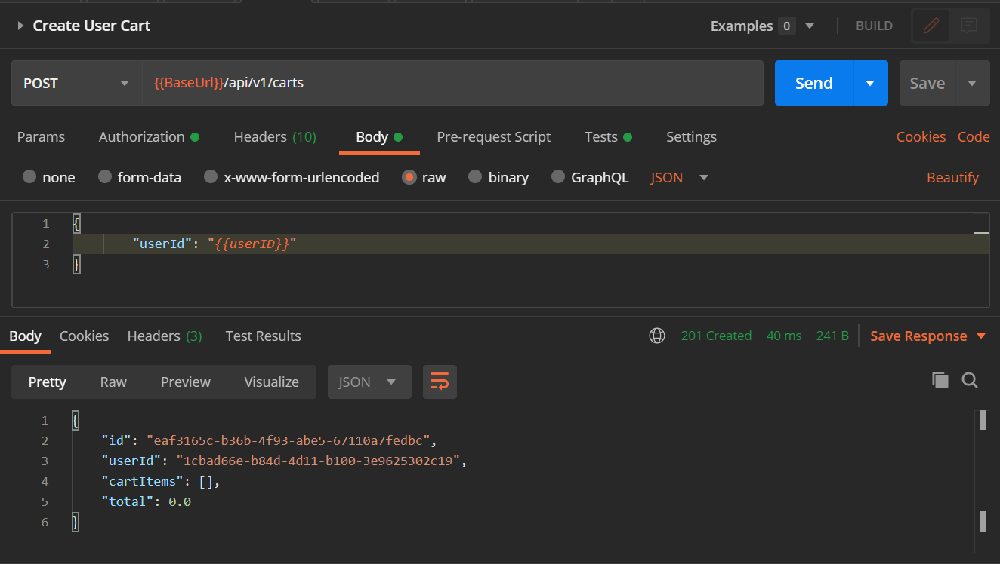 Create User Cart Examples 0 BUILD
POST {{BaseUrl}}/api/v1/carts Send Save
Params Authorization Headers (10) Body Pre-request Script Tests Settings Cookies Code
none form-data x-www-form-urlencoded raw binary GraphQL JSON Beautify
1 {
2 "userId": "{{userID}}"
3 }
Body Cookies Headers (3) Test Results 201 Created 40 ms 241 B Save Response
Pretty Raw Preview Visualize JSON
1 {
2 "id": "eaf3165c-b36b-4f93-abe5-67110a7fedbc",
3 "userId": "1cbad66e-b84d-4d11-b100-3e9625302c19",
4 "cartItems": [],
5 "total": 0.0
6 }